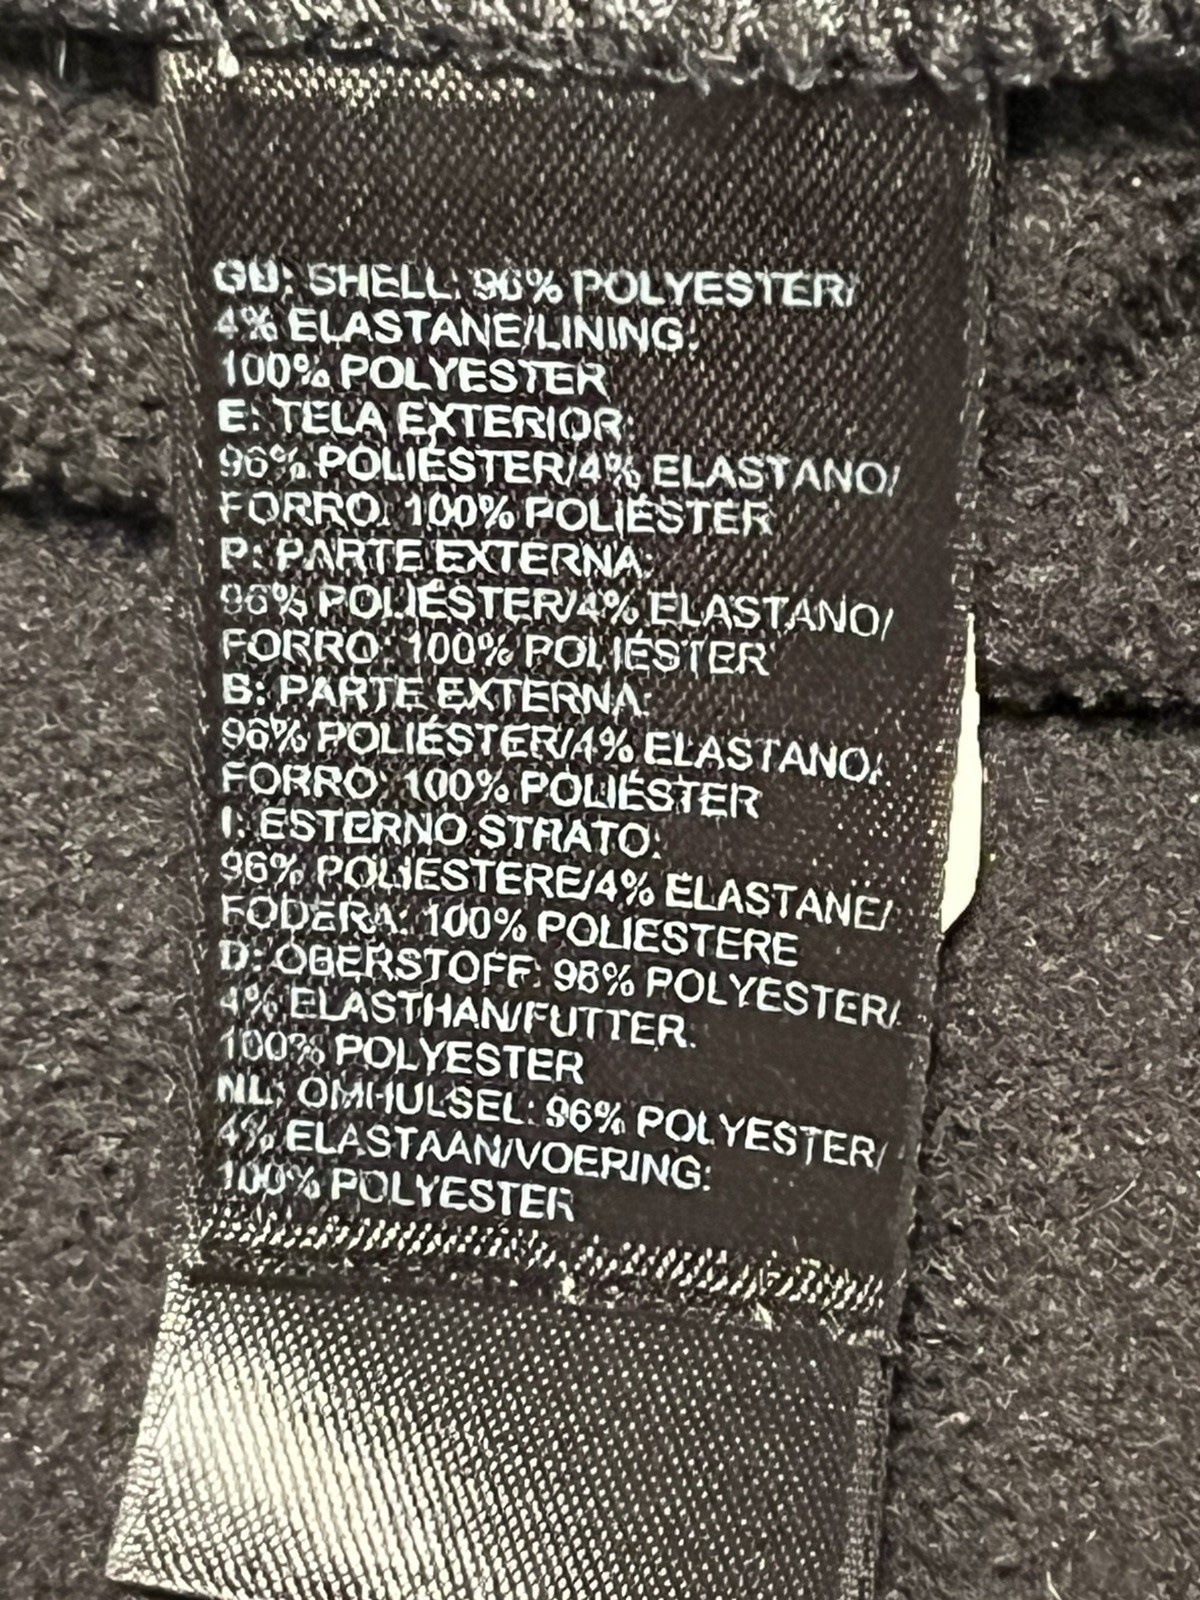 GB: SHELL: 96% POLYESTER/
4% ELASTANE/LINING:
100% POLYESTER
E: TELA EXTERIOR:
96% POLIÉSTER/4% ELASTANO/
FORRO: 100% POLIÉSTER
P: PARTE EXTERNA:
96% POLIÉSTER/4% ELASTANO/
FORRO: 100% POLIÉSTER
B: PARTE EXTERNA:
96% POLIÉSTER/4% ELASTANO/
FORRO: 100% POLIÉSTER
I: ESTERNO STRATO:
96% POLIESTERE/4% ELASTANE/
FODERA: 100% POLIESTERE
D: OBERSTOFF: 96% POLYESTER/
4% ELASTHAN/FUTTER:
100% POLYESTER
NL: OMHULSEL: 96% POLYESTER/
4% ELASTAAN/VOERING:
100% POLYESTER